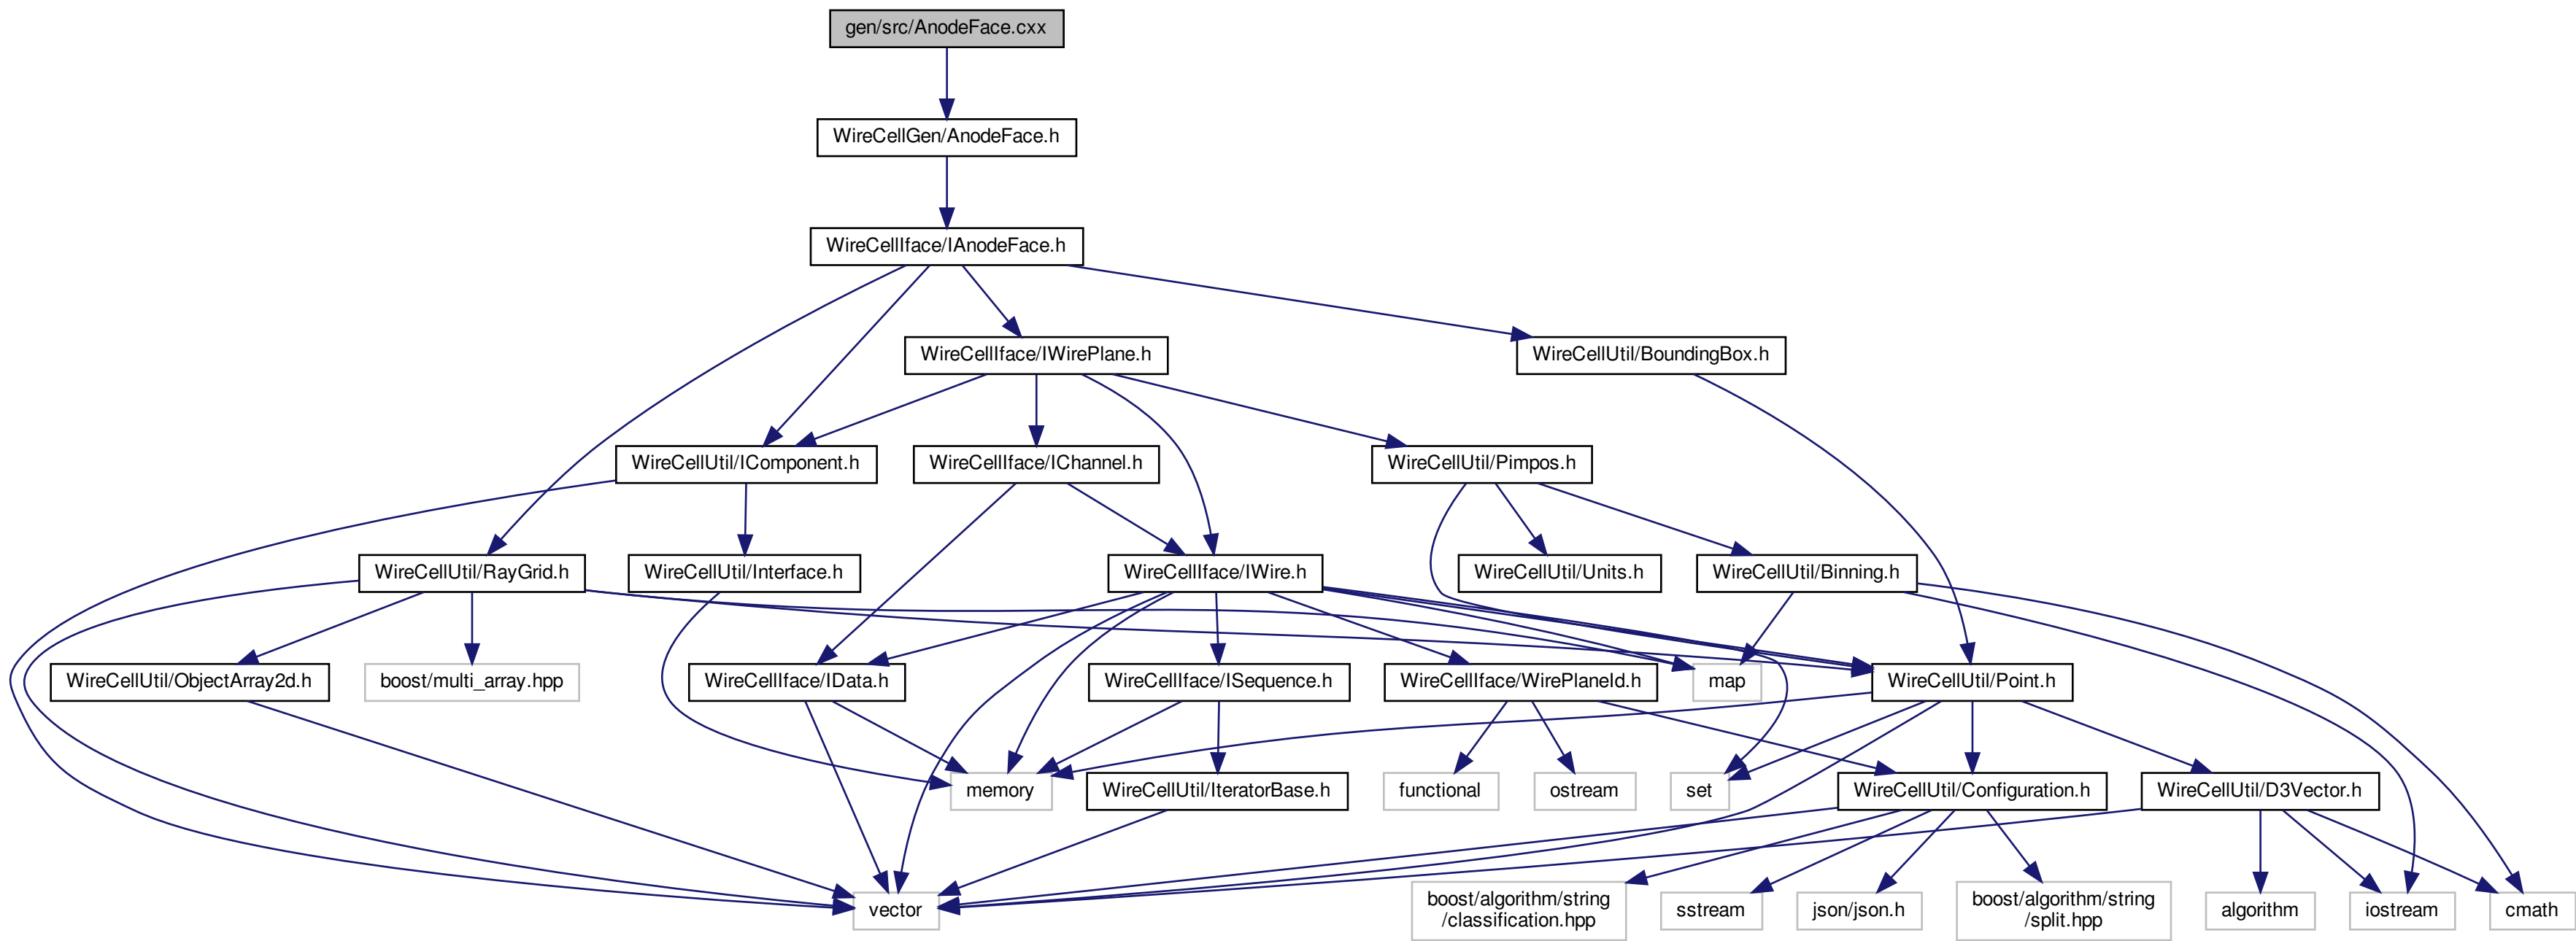 gen/src/AnodeFace.cxx
WireCellGen/AnodeFace.h
WireCellIface/IAnodeFace.h
WireCellIface/IWirePlane.h
WireCellUtil/BoundingBox.h
WireCellUtil/IComponent.h
WireCellIface/IChannel.h
WireCellUtil/Pimpos.h
WireCellUtil/RayGrid.h
WireCellUtil/Interface.h
WireCellIface/IWire.h
WireCellUtil/Units.h
WireCellUtil/Binning.h
WireCellUtil/ObjectArray2d.h
boost/multi_array.hpp
WireCellIface/IData.h
WireCellIface/ISequence.h
WireCellIface/WirePlaneId.h
map
WireCellUtil/Point.h
memory
WireCellUtil/IteratorBase.h
functional
ostream
set
WireCellUtil/Configuration.h
WireCellUtil/D3Vector.h
vector
boost/algorithm/string
/classification.hpp
sstream
json/json.h
boost/algorithm/string
/split.hpp
algorithm
iostream
cmath